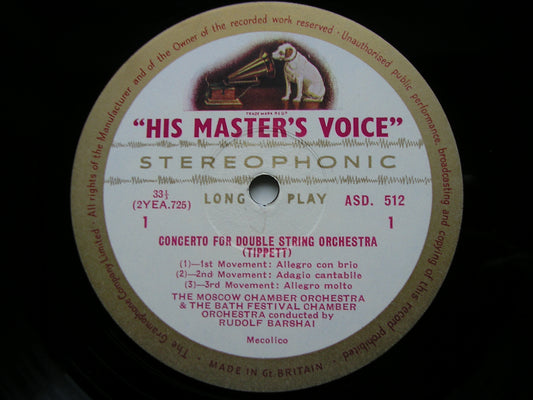 The Gramophone Company Limited · All rights of the Manufacturer and of the Owner of the recorded work reserved · Unauthorised public performance, broadcasting and copying of this record prohibited
TRADE MARK REGD
"HIS MASTER'S VOICE"
STEREOPHONIC
33⅓ LONG PLAY ASD. 512
(2YEA.725)
1 1
CONCERTO FOR DOUBLE STRING ORCHESTRA
(TIPPETT)
(1)—1st Movement: Allegro con brio
(2)—2nd Movement: Adagio cantabile
(3)—3rd Movement: Allegro molto
THE MOSCOW CHAMBER ORCHESTRA
& THE BATH FESTIVAL CHAMBER
ORCHESTRA conducted by
RUDOLF BARSHAI
Mecolico
MADE IN Gt. BRITAIN